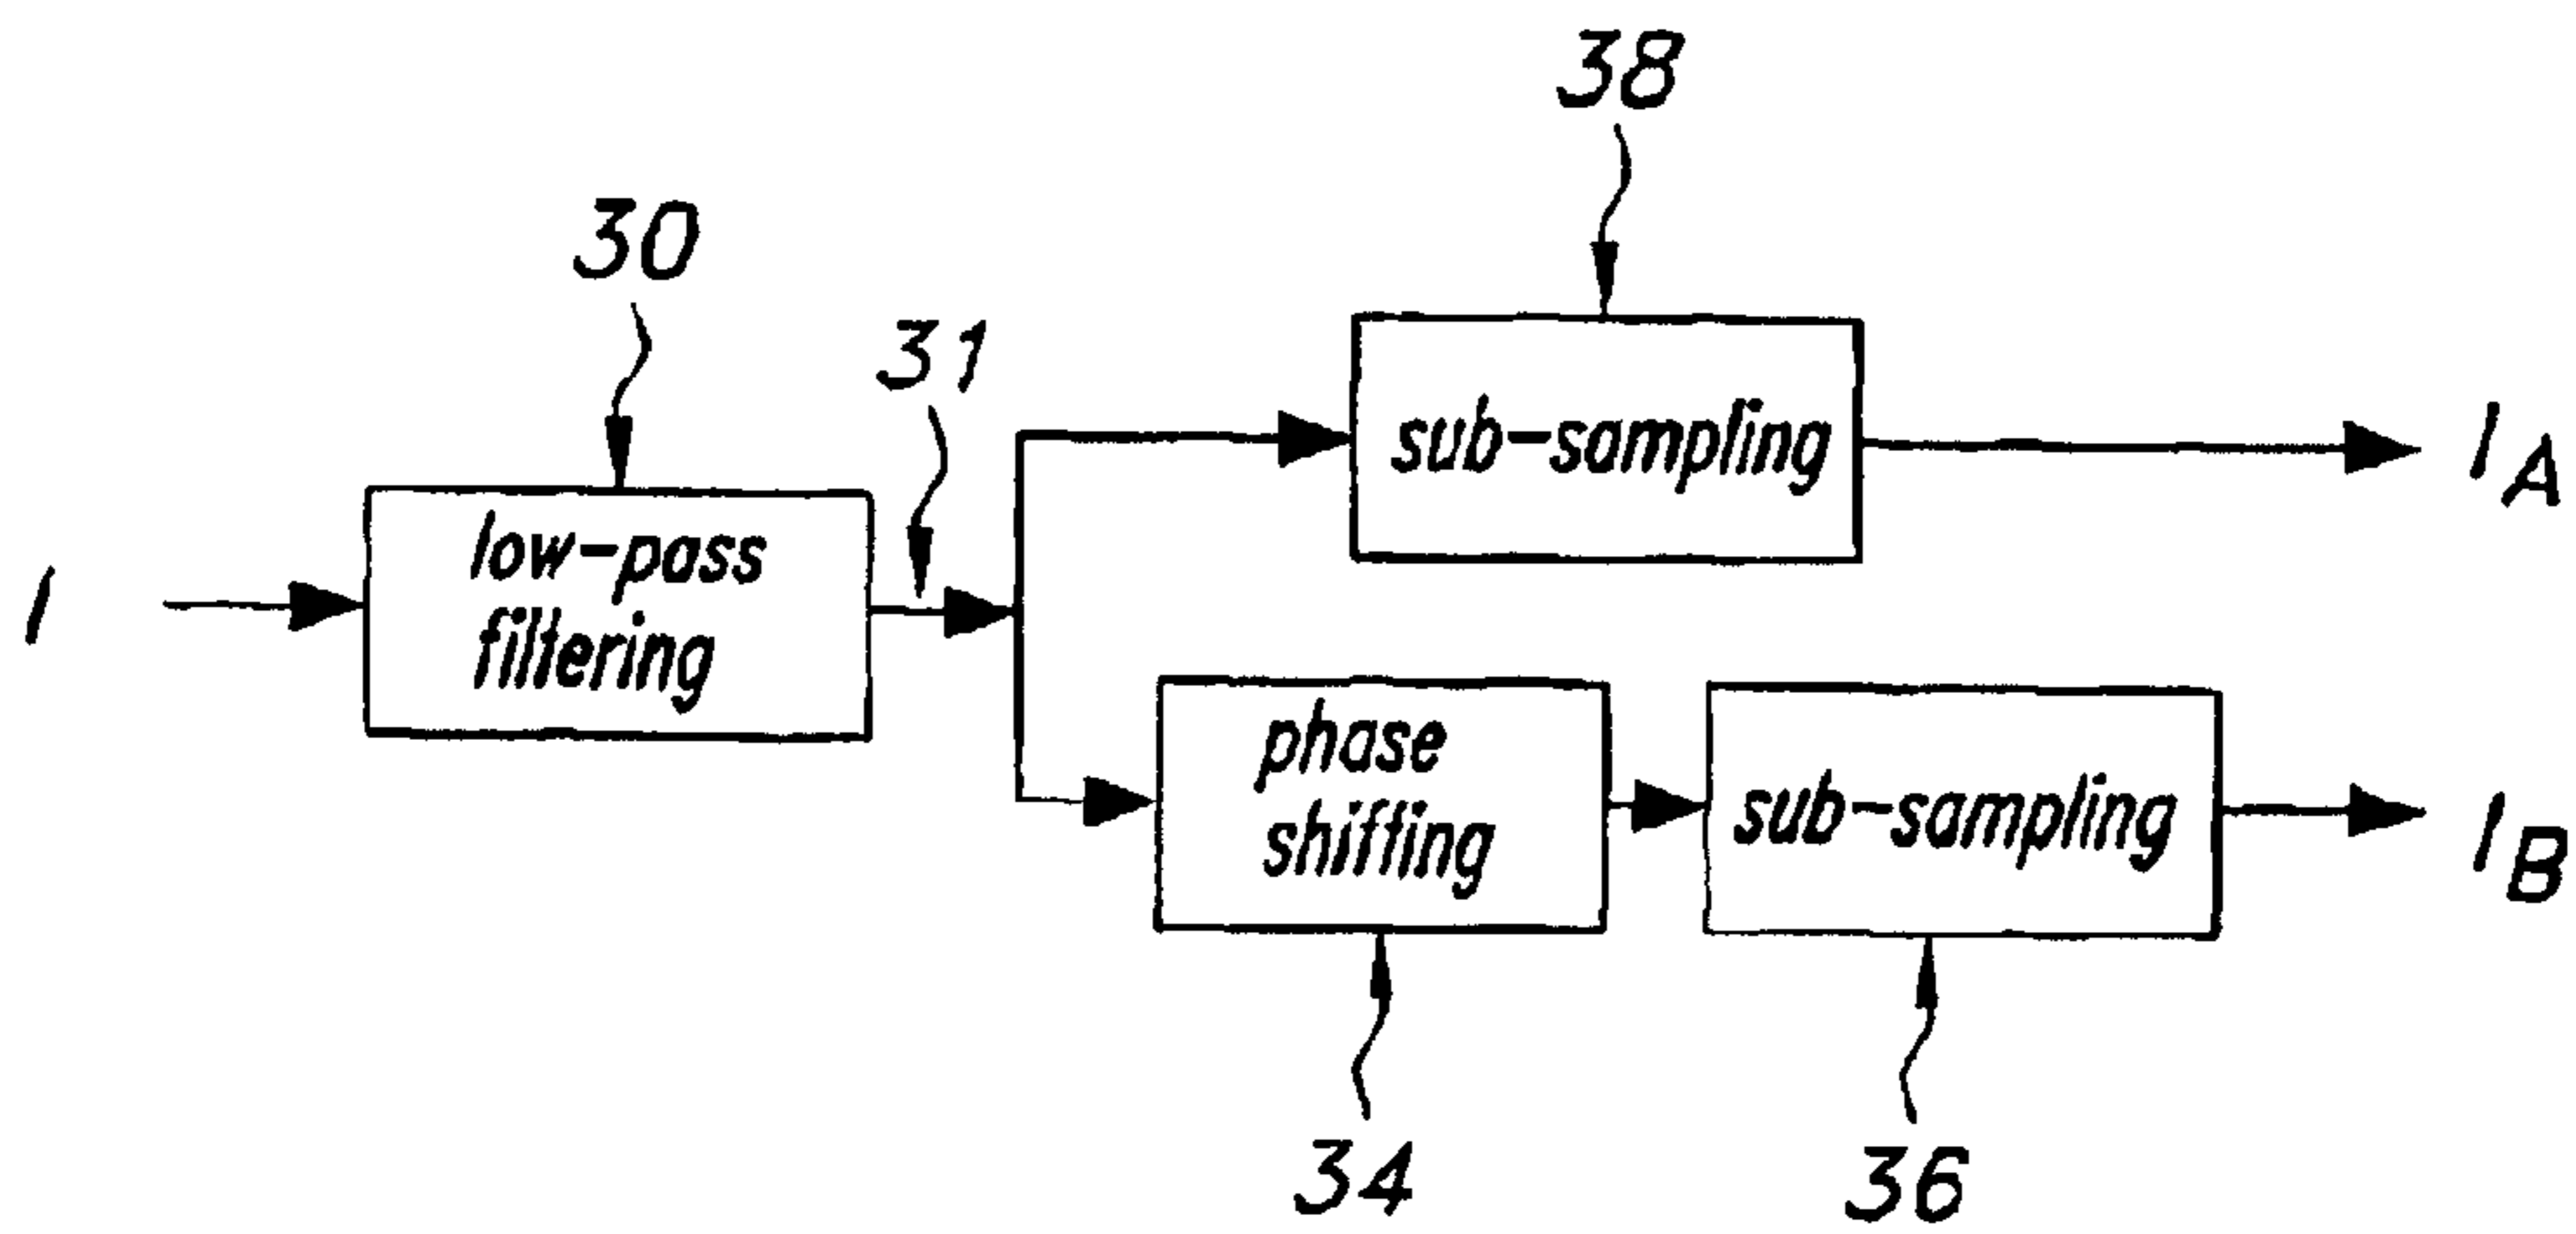 38
30
31
sub-sampling
I_A
low-pass
filtering
I
phase
shifting
sub-sampling
I_B
34
36